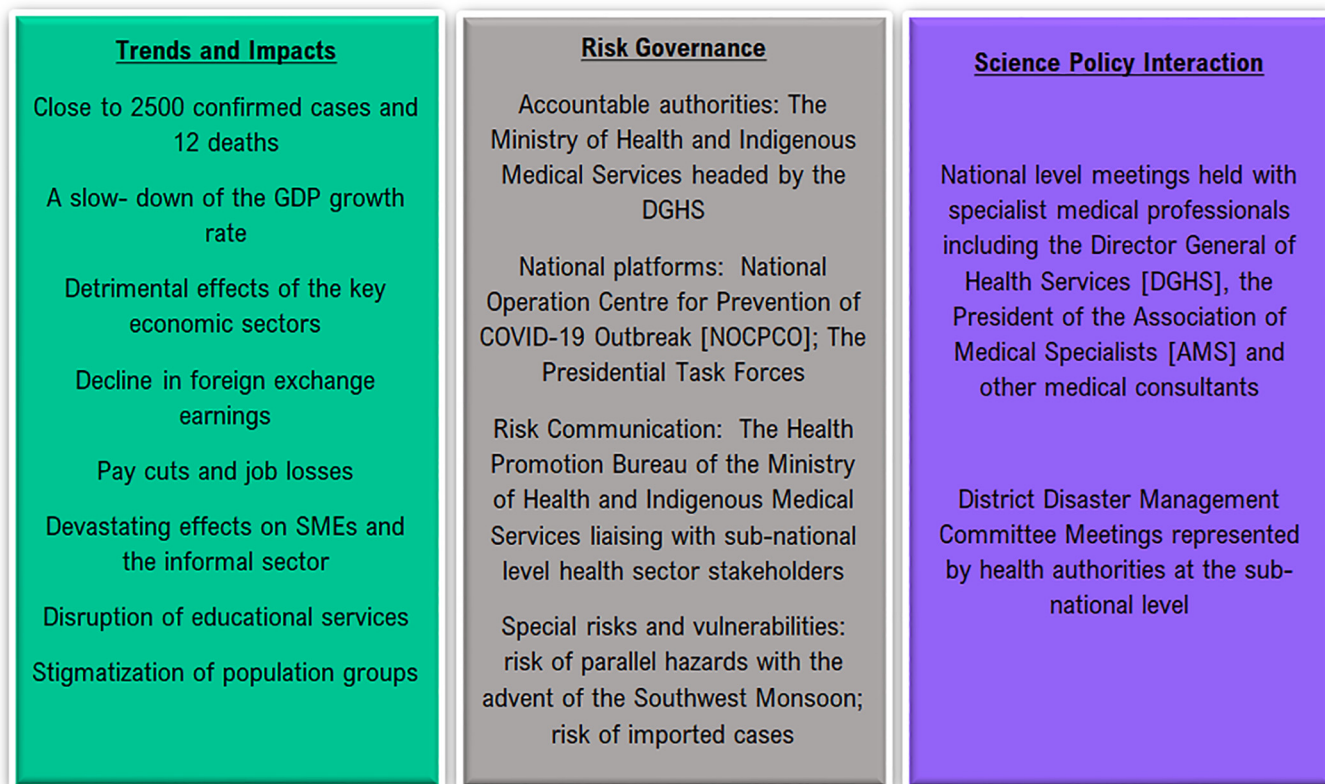 Trends and Impacts
Close to 2500 confirmed cases and
12 deaths
A slow- down of the GDP growth
rate
Detrimental effects of the key
economic sectors
Decline in foreign exchange
earnings
Pay cuts and job losses
Devastating effects on SMEs and
the informal sector
Disruption of educational services
Stigmatization of population groups
Risk Governance
Accountable authorities: The
Ministry of Health and Indigenous
Medical Services headed by the
DGHS
National platforms: National
Operation Centre for Prevention of
COVID-19 Outbreak [NOCPCO]; The
Presidential Task Forces
Risk Communication: The Health
Promotion Bureau of the Ministry
of Health and Indigenous Medical
Services liaising with sub-national
level health sector stakeholders
Special risks and vulnerabilities:
risk of parallel hazards with the
advent of the Southwest Monsoon;
risk of imported cases
Science Policy Interaction
National level meetings held with
specialist medical professionals
including the Director General of
Health Services [DGHS], the
President of the Association of
Medical Specialists [AMS] and
other medical consultants
District Disaster Management
Committee Meetings represented
by health authorities at the sub-
national level